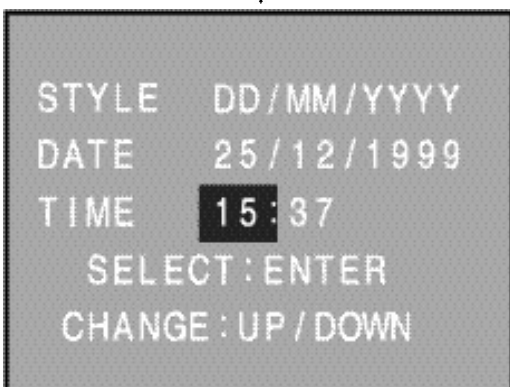 STYLE DD/MM/YYYY
DATE 25/12/1999
TIME 15:37
SELECT:ENTER
CHANGE:UP/DOWN